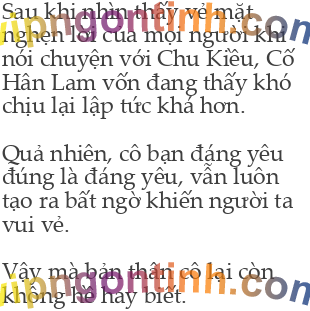 Sau khi nhìn thấy vẻ mặt
nghẹn lời của mọi người khi
nói chuyện với Chu Kiều, Cố
Hân Lam vốn đang thấy khó
chịu lại lập tức khá hơn.
Quả nhiên, cô bạn đáng yêu
đúng là đáng yêu, vẫn luôn
tạo ra bất ngờ khiến người ta
vui vẻ.
Vậy mà bản thân cô lại còn
không hề hay biết.